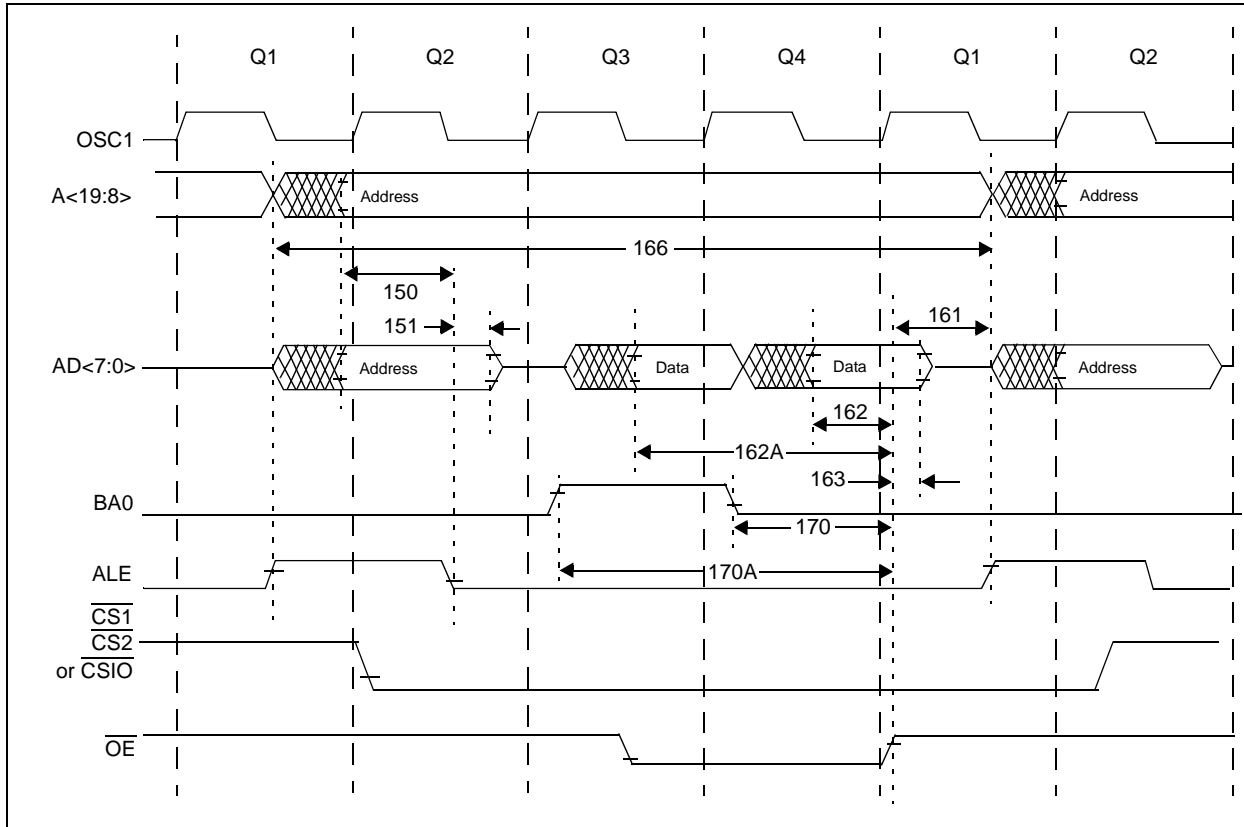 Q1 Q2 Q3 Q4 Q1 Q2
OSC1
A<19:8>
Address Address
166
150
151 161
AD<7:0>
Address Data Data Address
162
162A
163
BA0
170
ALE
170A
CS1
CS2
or CSIO
OE